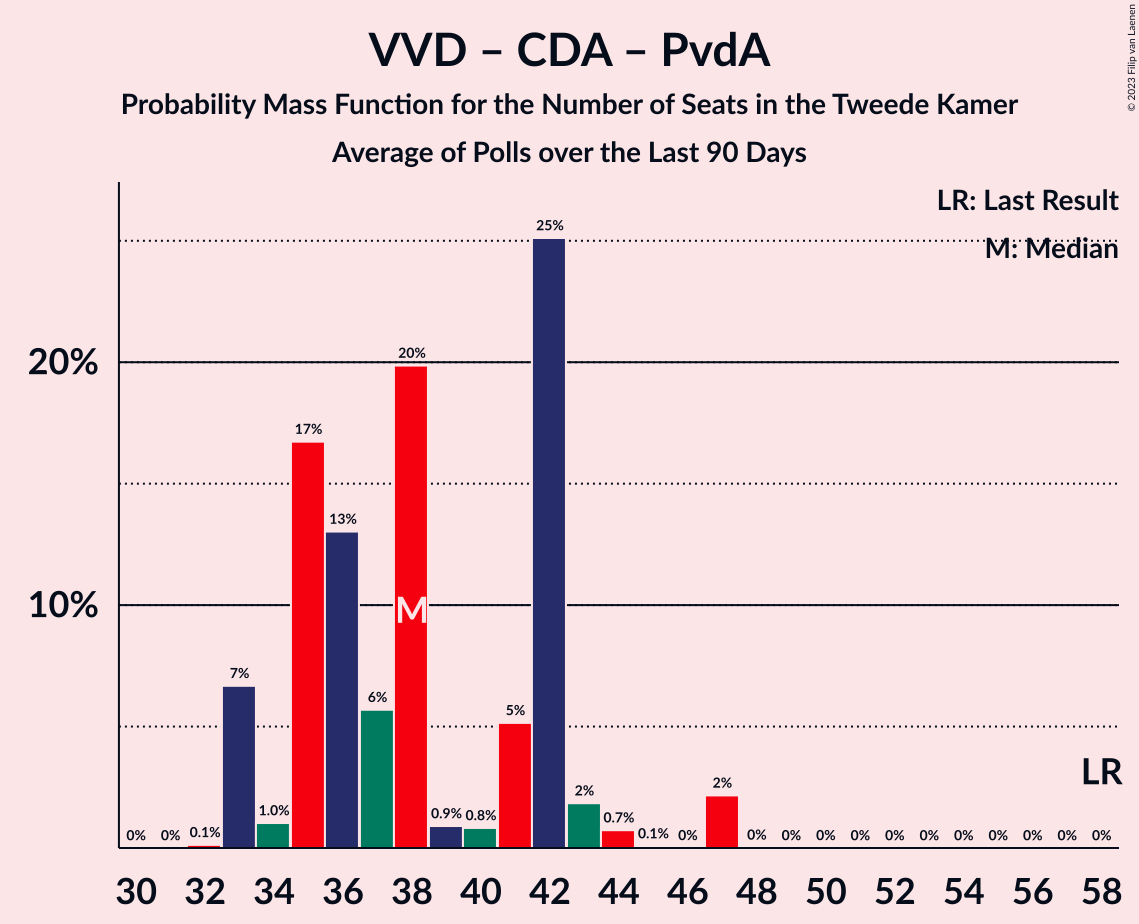 VVD – CDA – PvdA
Probability Mass Function for the Number of Seats in the Tweede Kamer
Average of Polls over the Last 90 Days
© 2023 Filip van Laenen
LR: Last Result
M: Median
20%
10%
0% 0% 0.1% 7% 1.0% 17% 13% 6% 20% 0.9% 0.8% 5% 25% 2% 0.7% 0.1% 0% 2% 0% 0% 0% 0% 0% 0% 0% 0% 0% 0% 0%
M
LR
30 32 34 36 38 40 42 44 46 48 50 52 54 56 58